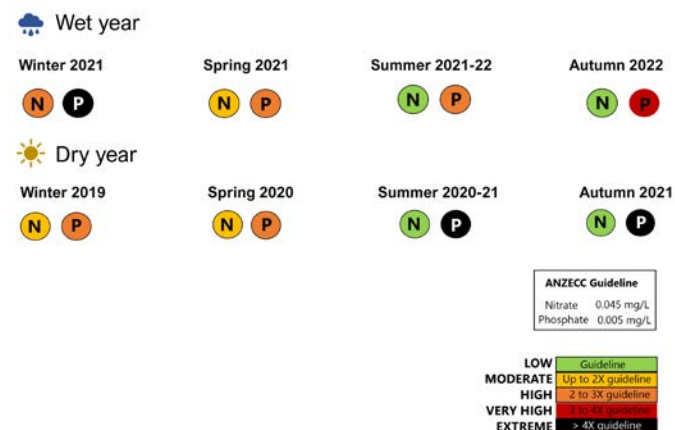 Wet year
Winter 2021 Spring 2021 Summer 2021-22 Autumn 2022
N P N P N P N P
Dry year
Winter 2019 Spring 2020 Summer 2020-21 Autumn 2021
N P N P N P N P
ANZECC Guideline
Nitrate 0.045 mg/L
Phosphate 0.005 mg/L
LOW Guideline
MODERATE Up to 2X guideline
HIGH 2 to 3X guideline
VERY HIGH 3 to 4X guideline
EXTREME > 4X guideline